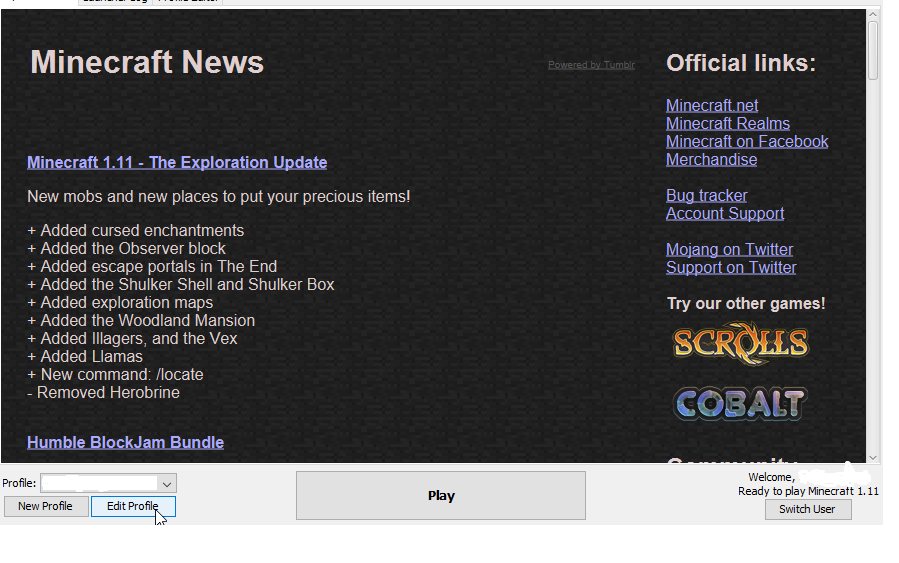 Launcher Log Profile Editor
Minecraft News
Powered by Tumblr
Minecraft 1.11 - The Exploration Update
New mobs and new places to put your precious items!
+ Added cursed enchantments
+ Added the Observer block
+ Added escape portals in The End
+ Added the Shulker Shell and Shulker Box
+ Added exploration maps
+ Added the Woodland Mansion
+ Added Illagers, and the Vex
+ Added Llamas
+ New command: /locate
- Removed Herobrine
Humble BlockJam Bundle
Official links:
Minecraft.net
Minecraft Realms
Minecraft on Facebook
Merchandise
Bug tracker
Account Support
Mojang on Twitter
Support on Twitter
Try our other games!
SCROLLS
COBALT
Community
Profile:
New Profile
Edit Profile
Play
Welcome,
Ready to play Minecraft 1.11
Switch User